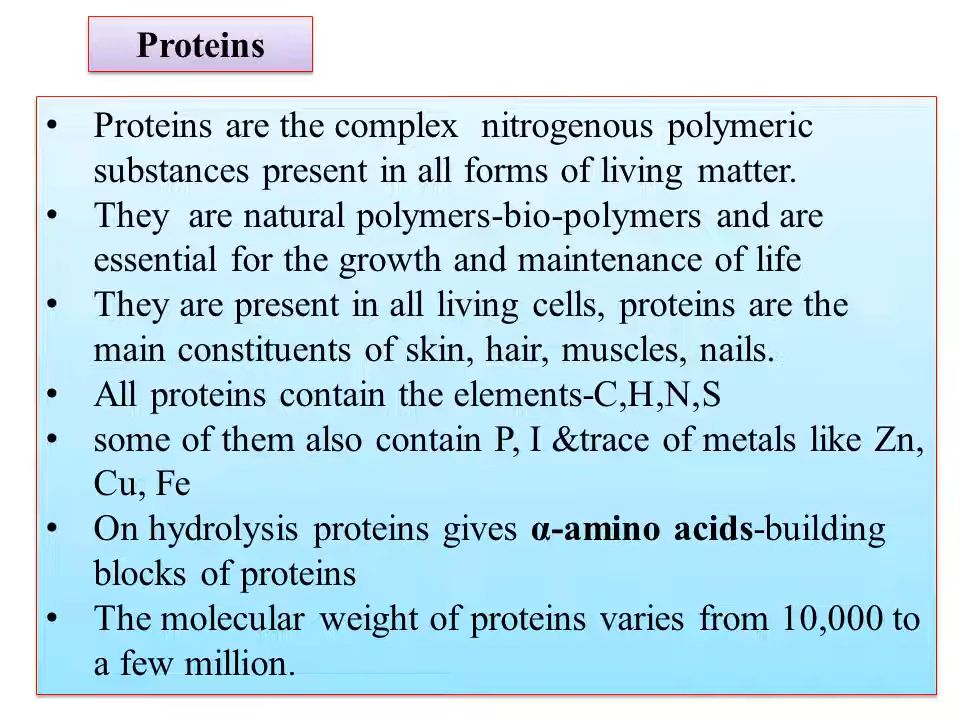 Proteins
• Proteins are the complex nitrogenous polymeric
substances present in all forms of living matter.
• They are natural polymers-bio-polymers and are
essential for the growth and maintenance of life
• They are present in all living cells, proteins are the
main constituents of skin, hair, muscles, nails.
• All proteins contain the elements-C,H,N,S
• some of them also contain P, I &trace of metals like Zn,
Cu, Fe
• On hydrolysis proteins gives α-amino acids-building
blocks of proteins
• The molecular weight of proteins varies from 10,000 to
a few million.